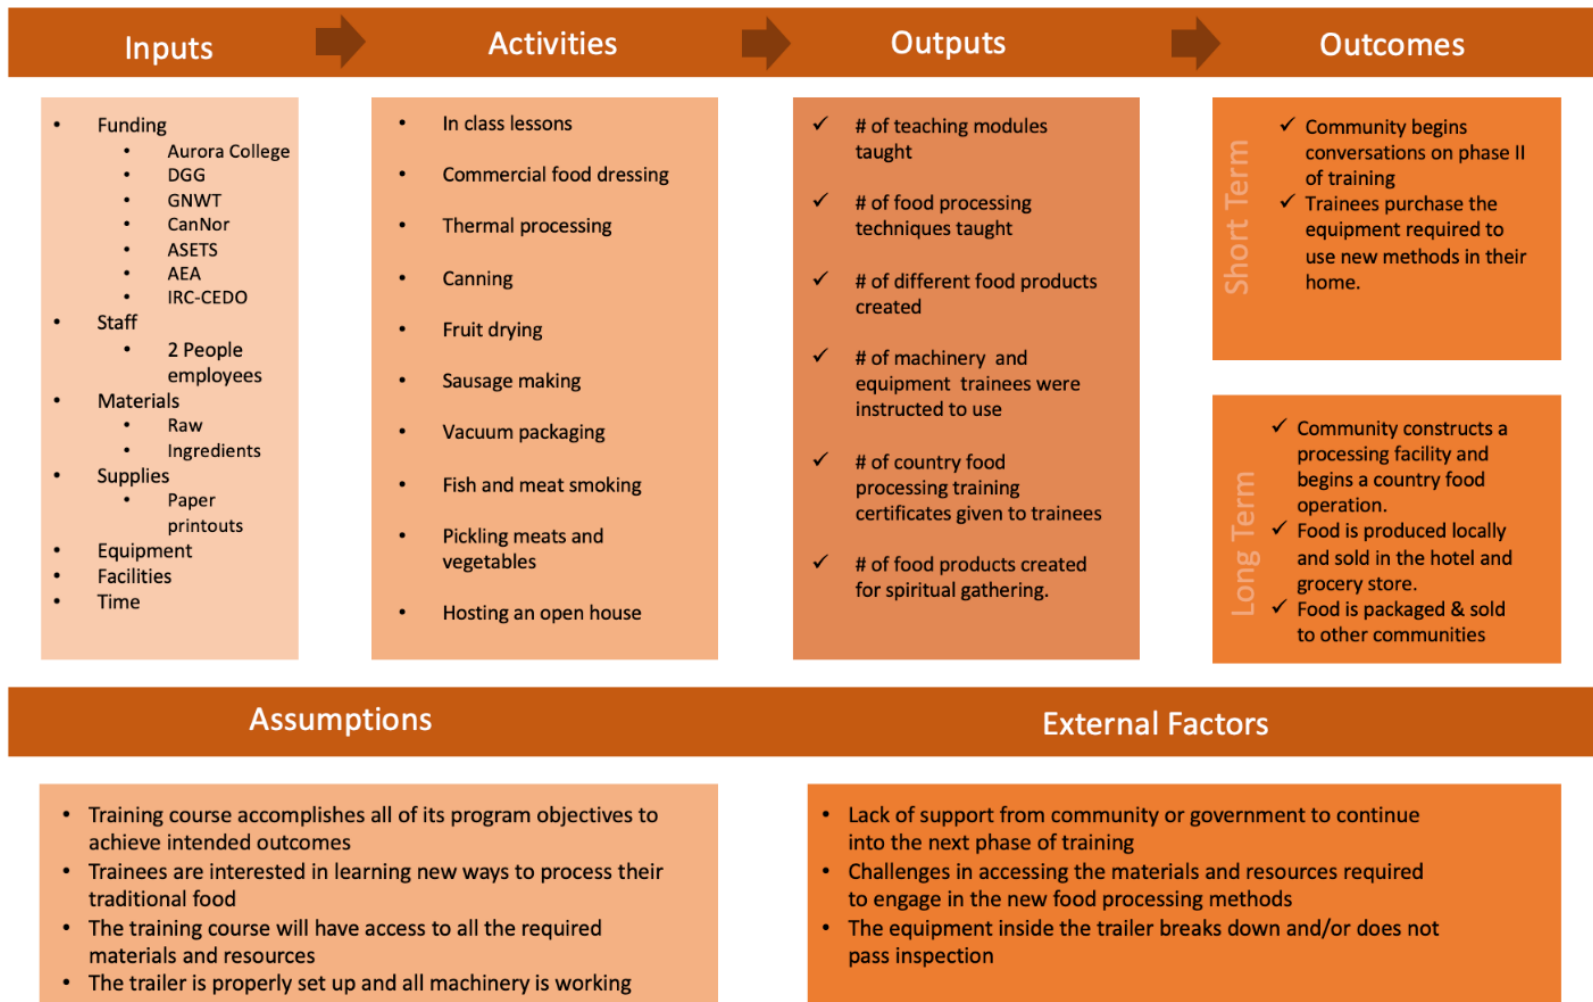 Inputs
Activities
Outputs
Outcomes
• Funding
• Aurora College
• DGG
• GNWT
• CanNor
• ASETS
• AEA
• IRC-CEDO
• Staff
• 2 People
employees
• Materials
• Raw
• Ingredients
• Supplies
• Paper
printouts
• Equipment
• Facilities
• Time
• In class lessons
• Commercial food dressing
• Thermal processing
• Canning
• Fruit drying
• Sausage making
• Vacuum packaging
• Fish and meat smoking
• Pickling meats and
vegetables
• Hosting an open house
✓ # of teaching modules
taught
✓ # of food processing
techniques taught
✓ # of different food products
created
✓ # of machinery and
equipment trainees were
instructed to use
✓ # of country food
processing training
certificates given to trainees
✓ # of food products created
for spiritual gathering.
Short Term
✓ Community begins
conversations on phase II
of training
✓ Trainees purchase the
equipment required to
use new methods in their
home.
Long Term
✓ Community constructs a
processing facility and
begins a country food
operation.
✓ Food is produced locally
and sold in the hotel and
grocery store.
✓ Food is packaged & sold
to other communities
Assumptions
External Factors
• Training course accomplishes all of its program objectives to
achieve intended outcomes
• Trainees are interested in learning new ways to process their
traditional food
• The training course will have access to all the required
materials and resources
• The trailer is properly set up and all machinery is working
• Lack of support from community or government to continue
into the next phase of training
• Challenges in accessing the materials and resources required
to engage in the new food processing methods
• The equipment inside the trailer breaks down and/or does not
pass inspection